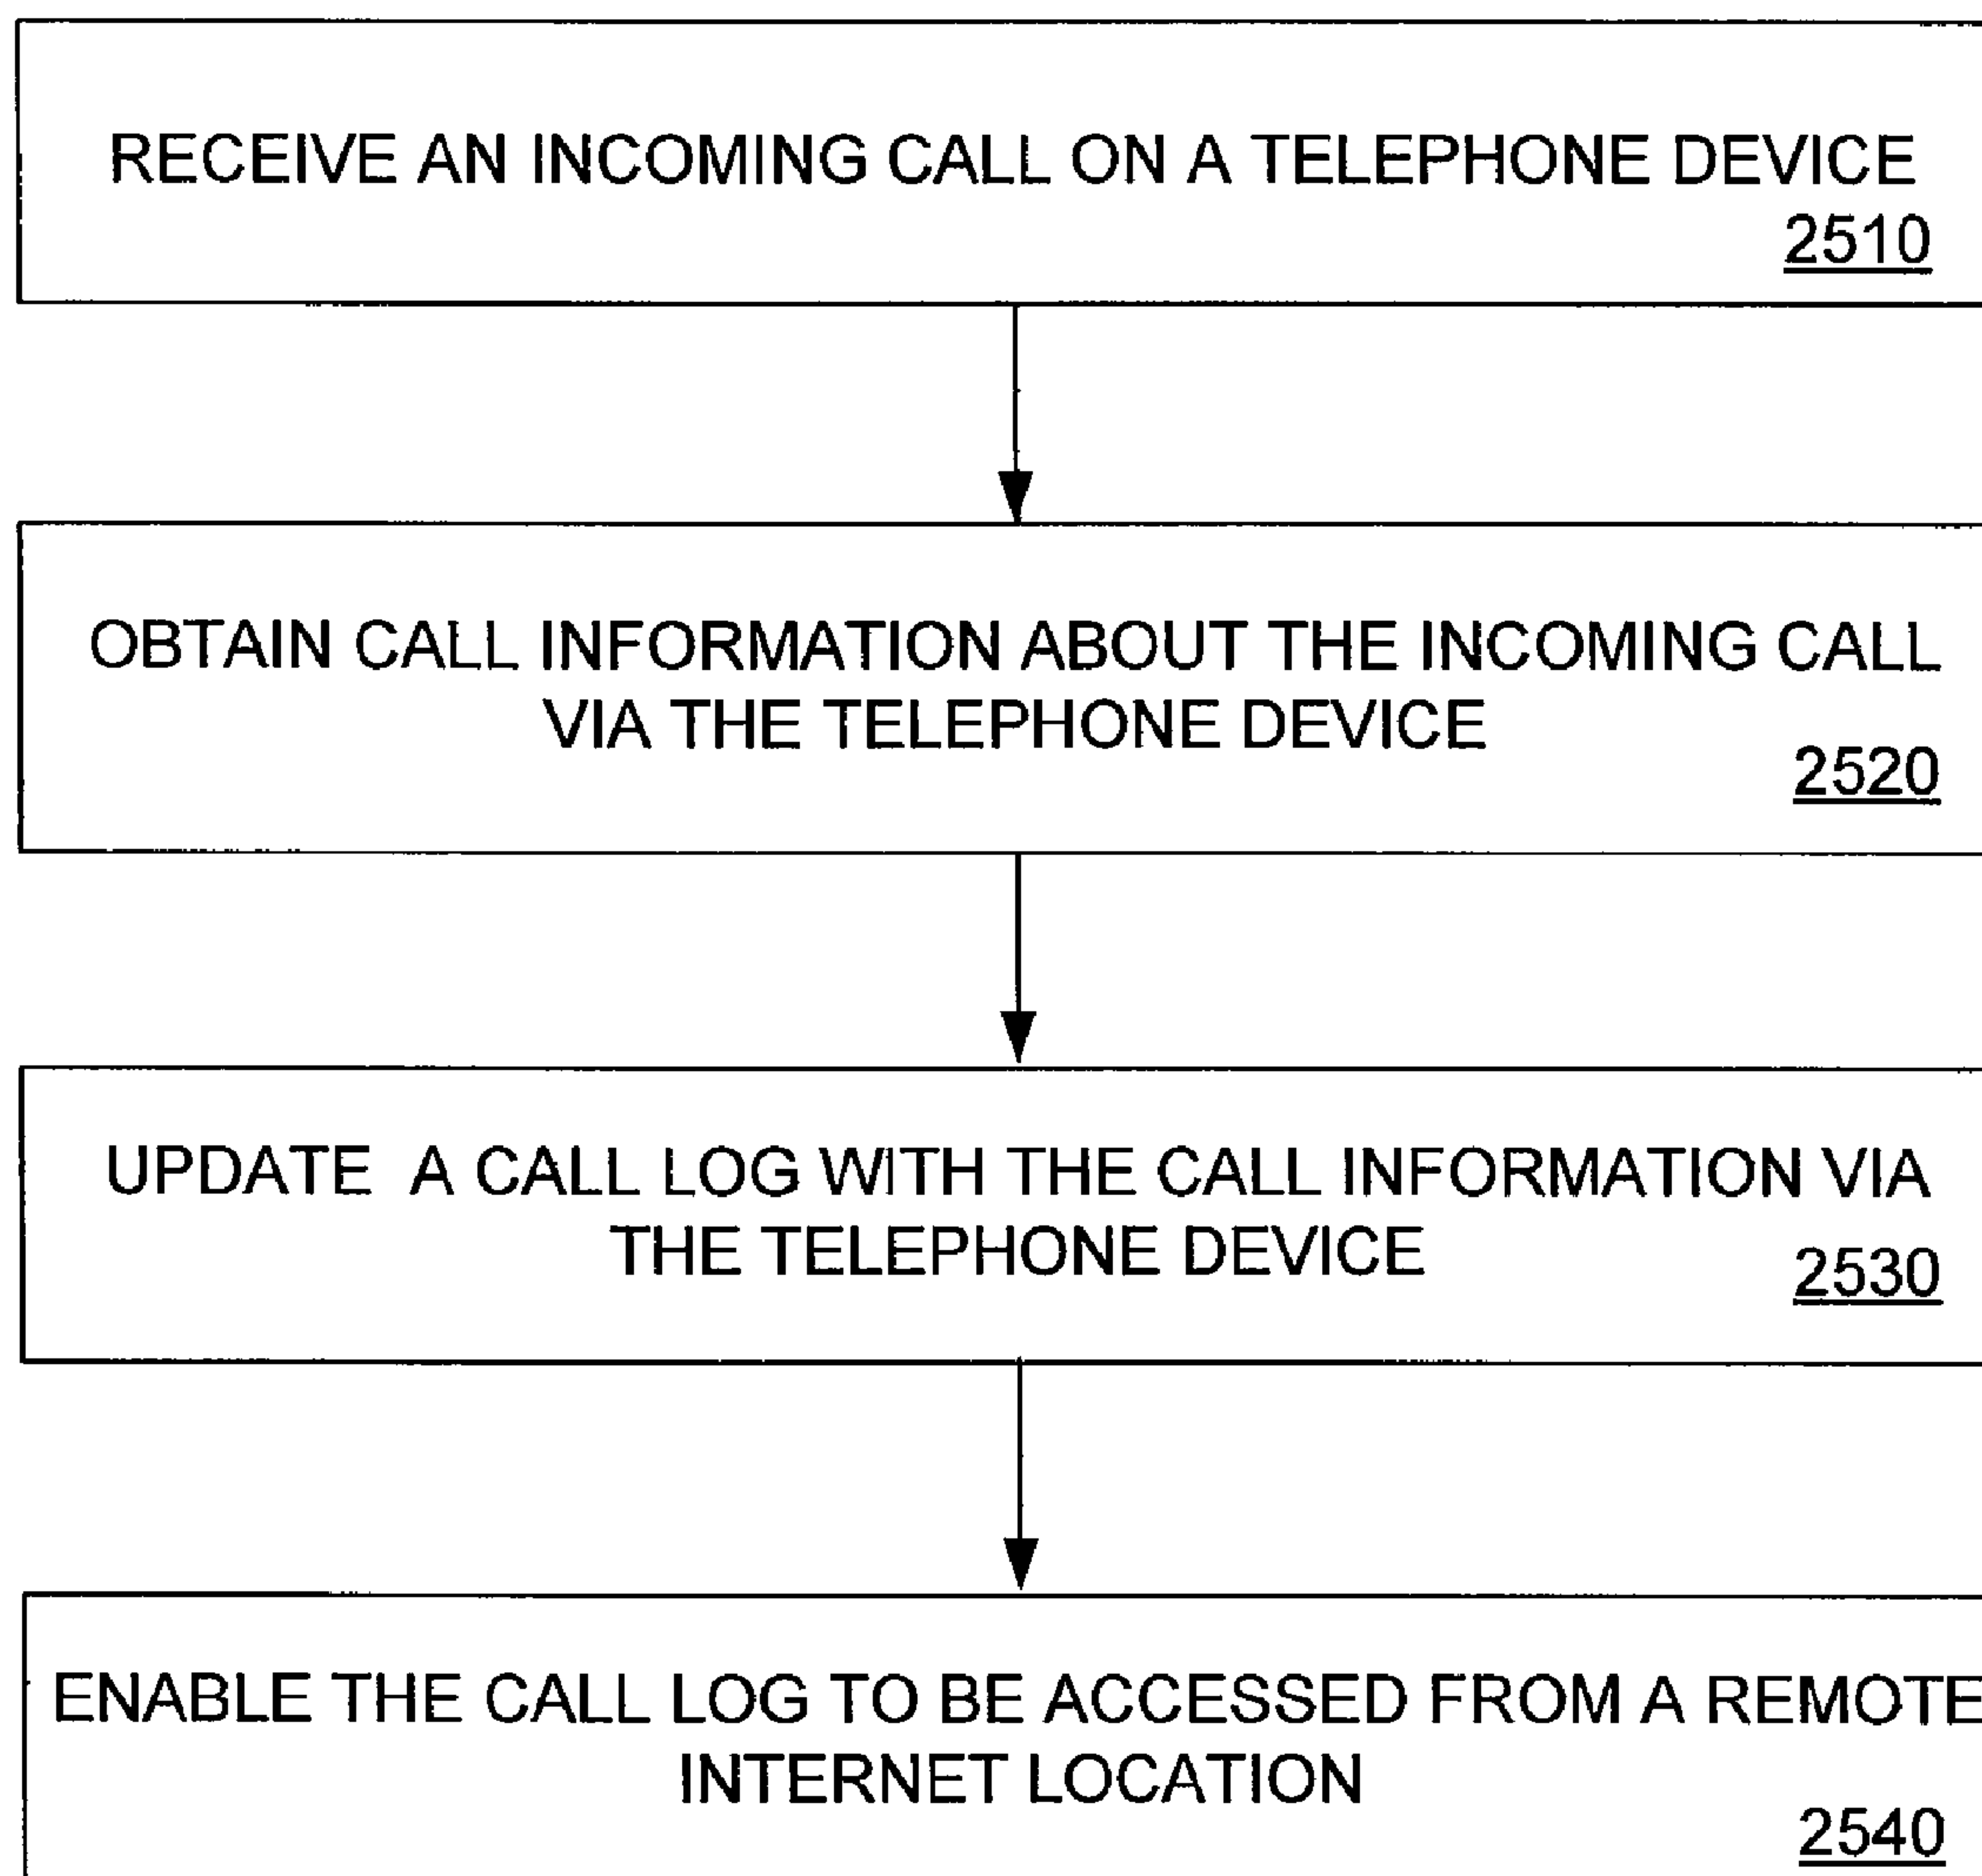 RECEIVE AN INCOMING CALL ON A TELEPHONE DEVICE
2510
OBTAIN CALL INFORMATION ABOUT THE INCOMING CALL
VIA THE TELEPHONE DEVICE
2520
UPDATE A CALL LOG WITH THE CALL INFORMATION VIA
THE TELEPHONE DEVICE
2530
ENABLE THE CALL LOG TO BE ACCESSED FROM A REMOTE
INTERNET LOCATION
2540